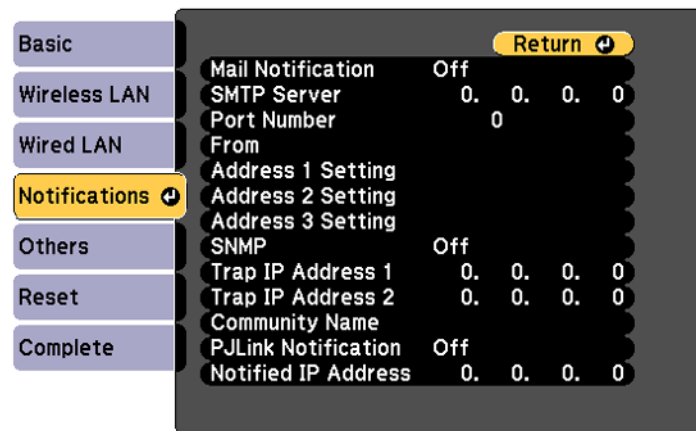 Basic
Wireless LAN
Wired LAN
Notifications
Others
Reset
Complete
Return
Mail Notification Off
SMTP Server 0. 0. 0. 0
Port Number 0
From
Address 1 Setting
Address 2 Setting
Address 3 Setting
SNMP Off
Trap IP Address 1 0. 0. 0. 0
Trap IP Address 2 0. 0. 0. 0
Community Name
PJLink Notification Off
Notified IP Address 0. 0. 0. 0